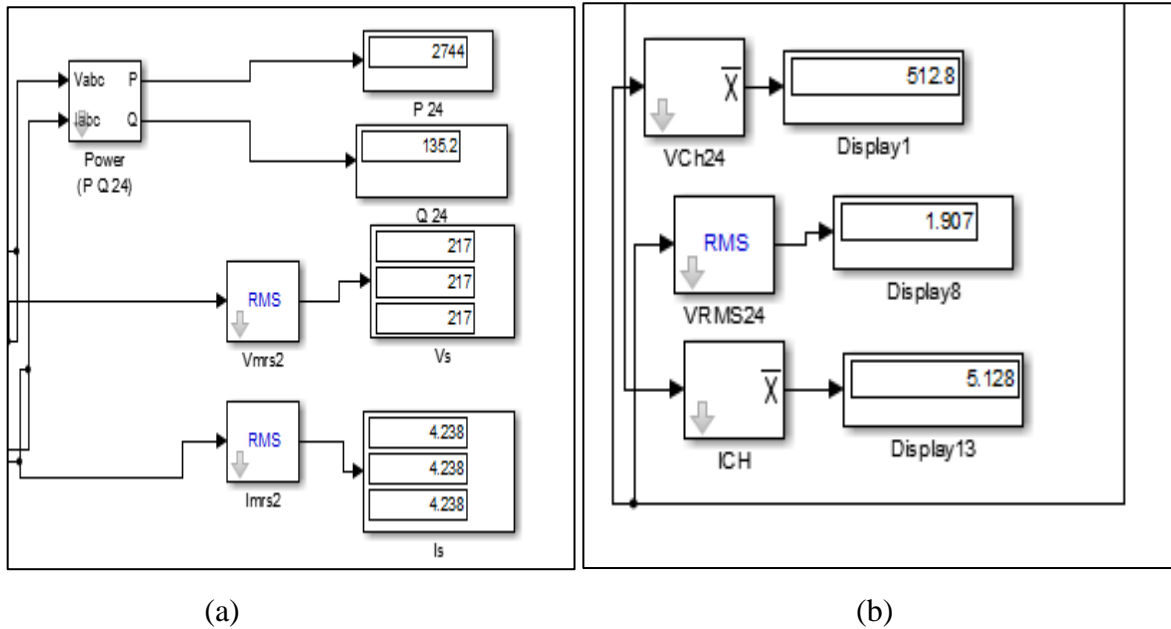 2744
Vabc P
P 24
Iabc Q
135.2
Power
(P Q 24)
Q 24
217
RMS
217
217
Vmrs2
Vs
4.238
RMS
4.238
4.238
Imrs2
Is
(a)
X
512.8
VCh24
Display1
RMS
1.907
VRMS24
Display8
X
5.128
ICH
Display13
(b)